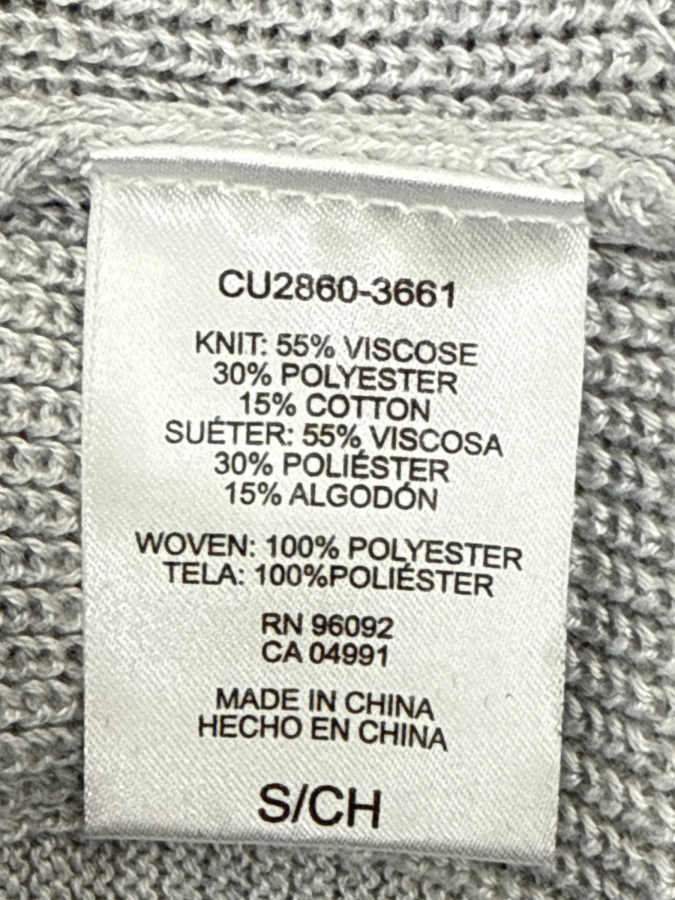 CU2860-3661
KNIT: 55% VISCOSE
30% POLYESTER
15% COTTON
SUÉTER: 55% VISCOSA
30% POLIÉSTER
15% ALGODÓN
WOVEN: 100% POLYESTER
TELA: 100%POLIÉSTER
RN 96092
CA 04991
MADE IN CHINA
HECHO EN CHINA
S/CH